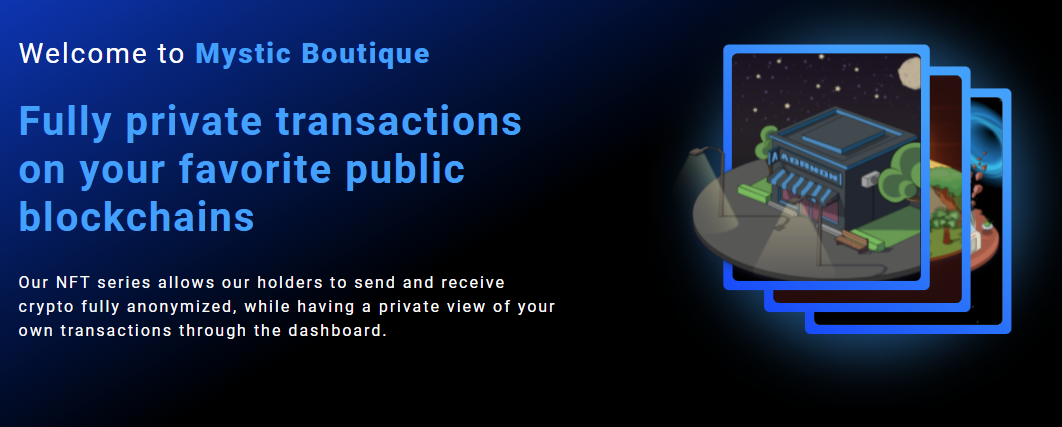 Welcome to Mystic Boutique
Fully private transactions
on your favorite public
blockchains
Our NFT series allows our holders to send and receive
crypto fully anonymized, while having a private view of your
own transactions through the dashboard.